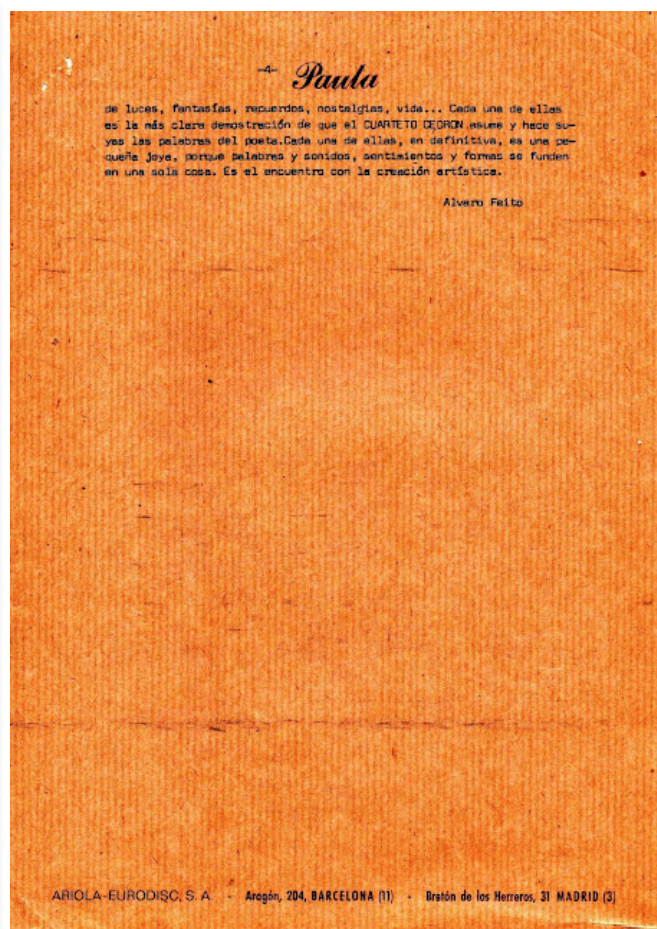 -4- Paula
de luces, fantasías, recuerdos, nostalgias, vida... Cada una de ellas
es la más clara demostración de que el CUARTETO CEDRON asume y hace su-
yas las palabras del poeta.Cada una de ellas, en definitiva, es una pe-
queña joya, porque palabras y sonidos, sentimientos y formas se funden
en una sola cosa. Es el encuentro con la creación artística.
Alvaro Feito
ARIOLA-EURODISC, S. A. - Aragón, 204, BARCELONA (11) - Bretón de los Herreros, 31 MADRID (3)